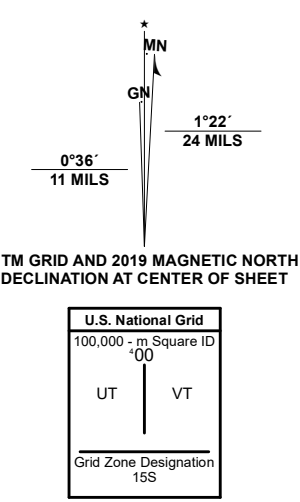 ★
MN
GN
1°22´
24 MILS
0°36´
11 MILS
TM GRID AND 2019 MAGNETIC NORTH
DECLINATION AT CENTER OF SHEET
U.S. National Grid
100,000 - m Square ID
⁴00
UT VT
Grid Zone Designation
15S